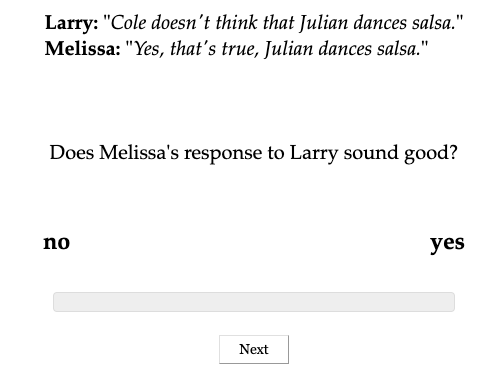 Larry: "Cole doesn't think that Julian dances salsa."
Melissa: "Yes, that's true, Julian dances salsa."
Does Melissa's response to Larry sound good?
no yes
Next